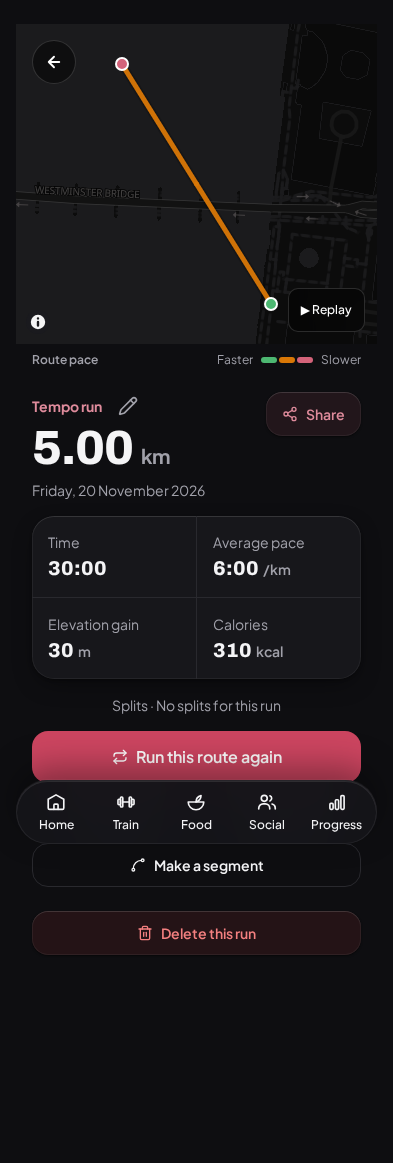 WESTMINSTER BRIDGE
▶ Replay
Route pace
Faster
Slower
Tempo run
Share
5.00 km
Friday, 20 November 2026
Time
30:00
Average pace
6:00 /km
Elevation gain
30 m
Calories
310 kcal
Splits · No splits for this run
Run this route again
Home
Train
Food
Social
Progress
Make a segment
Delete this run